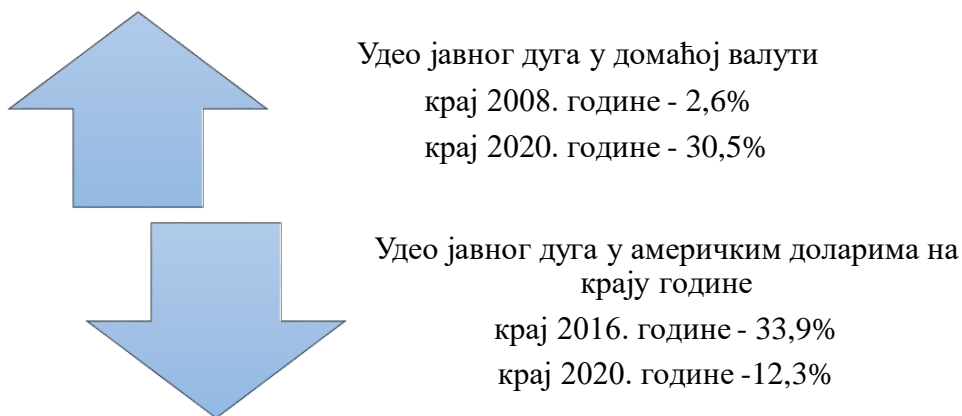 Удео јавног дуга у домаћој валути
крај 2008. године - 2,6%
крај 2020. године - 30,5%
Удео јавног дуга у америчким доларима на
крају године
крај 2016. године - 33,9%
крај 2020. године -12,3%